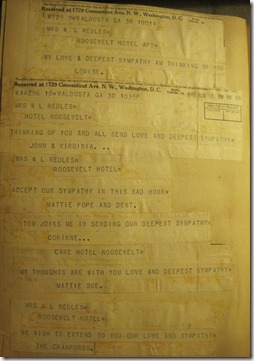 Received at 1729 Connecticut Ave. N. W., Washington, D. C.
VALDOSTA GA 30
MRS W L REDLES
ROOSEVELT HOTEL APT=
MY LOVE & DEEPEST SYMPATHY AM THINKING OF YOU
LOUISE.
Received at 1729 Connecticut Ave. N. W., Washington, D. C.
VALDOSTA GA 30
MRS W L REDLES=
HOTEL ROOSEVELT=
THINKING OF YOU AND ALL SEND LOVE AND DEEPEST SYMPATHY=
JOHN & VIRGINIA...
MRS W L REDLES=
ROOSEVELT HOTEL=
ACCEPT OUR SYMPATHY IN THIS SAD HOUR=
MATTIE POPE AND DENT.
TOM JOINS ME IN SENDING OUR DEEPEST SYMPATHY=
CORINNE...
CARE HOTEL ROOSEVELT=
MY THOUGHTS ARE WITH YOU LOVE AND DEEPEST SYMPATHY=
MATTIE SUE.
MRS W L REDLES=
ROOSEVELT HOTEL=
WE WISH TO EXTEND TO YOU OUR LOVE AND SYMPATHY=
THE CRANFORDS.